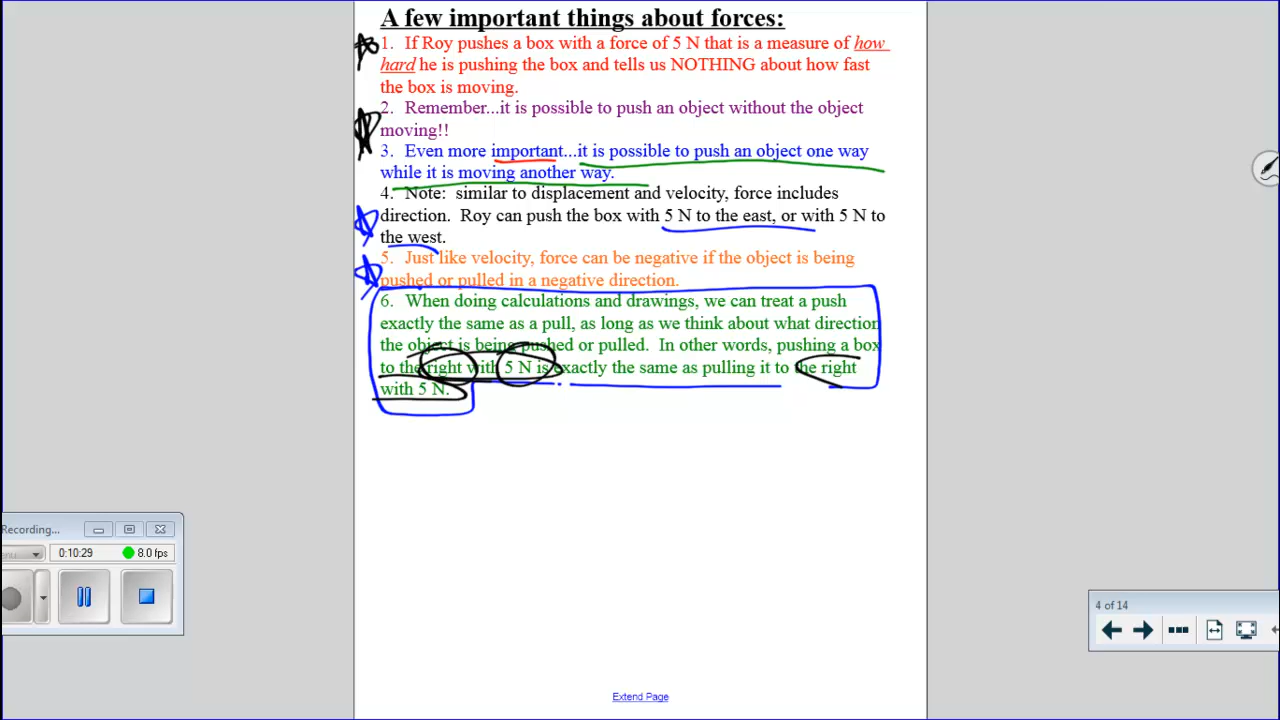 A few important things about forces:
1. If Roy pushes a box with a force of 5 N that is a measure of how
hard he is pushing the box and tells us NOTHING about how fast
the box is moving.
2. Remember...it is possible to push an object without the object
moving!!
3. Even more important...it is possible to push an object one way
while it is moving another way.
4. Note: similar to displacement and velocity, force includes
direction. Roy can push the box with 5 N to the east, or with 5 N to
the west.
5. Just like velocity, force can be negative if the object is being
pushed or pulled in a negative direction.
6. When doing calculations and drawings, we can treat a push
exactly the same as a pull, as long as we think about what direction
the object is being pushed or pulled. In other words, pushing a box
to the right with 5 N is exactly the same as pulling it to the right
with 5 N.
Recording...
0:10:29 8.0 fps
4 of 14
Extend Page